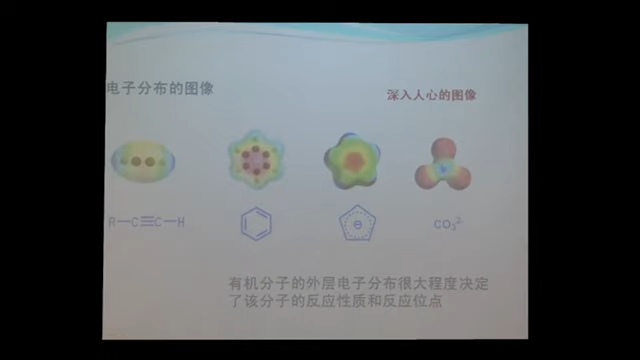 电子分布的图像
深入人心的图像
R—C≡C—H
⊖
CO₃²⁻
有机分子的外层电子分布很大程度决定
了该分子的反应性质和反应位点